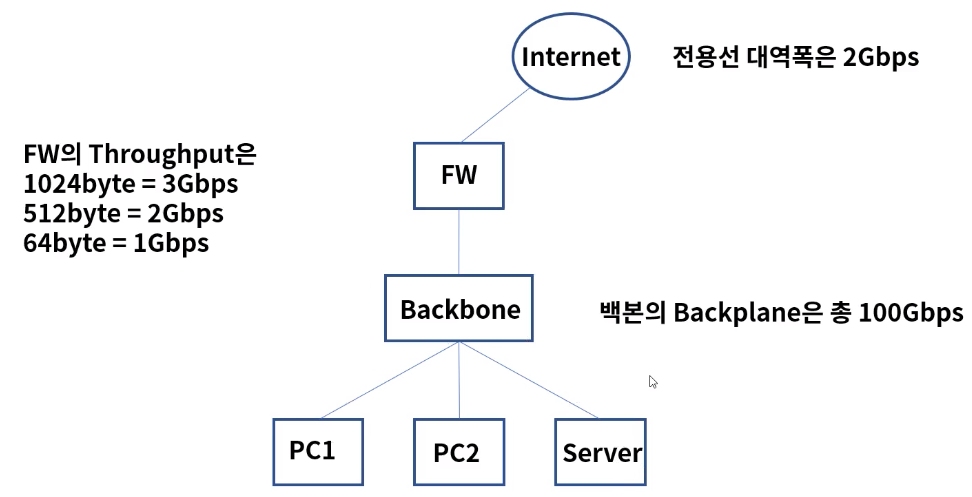 Internet
전용선 대역폭은 2Gbps
FW의 Throughput은
1024byte = 3Gbps
512byte = 2Gbps
64byte = 1Gbps
FW
Backbone
백본의 Backplane은 총 100Gbps
PC1
PC2
Server